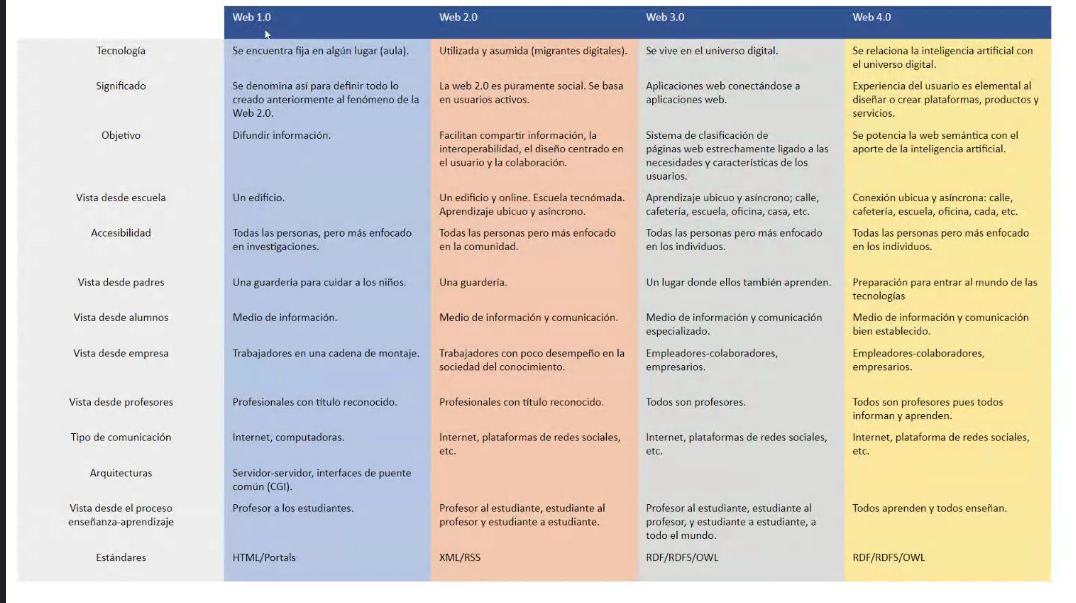 Web 1.0 Web 2.0 Web 3.0 Web 4.0
Tecnología Se encuentra fija en algún lugar (aula). Utilizada y asumida (migrantes digitales). Se vive en el universo digital. Se relaciona la inteligencia artificial con
el universo digital.
Significado Se denomina así para definir todo lo La web 2.0 es puramente social. Se basa Aplicaciones web conectándose a Experiencia del usuario es elemental al
creado anteriormente al fenómeno de la en usuarios activos. aplicaciones web. diseñar o crear plataformas, productos y
Web 2.0. servicios.
Objetivo Difundir información. Facilitan compartir información, la Sistema de clasificación de Se potencia la web semántica con el
interoperabilidad, el diseño centrado en páginas web estrechamente ligado a las aporte de la inteligencia artificial.
el usuario y la colaboración. necesidades y características de los
usuarios.
Vista desde escuela Un edificio. Un edificio y online. Escuela tecnómada. Aprendizaje ubicuo y asíncrono; calle, Conexión ubicua y asíncrona: calle,
Aprendizaje ubicuo y asíncrono. cafetería, escuela, oficina, casa, etc. cafetería, escuela, oficina, cada, etc.
Accesibilidad Todas las personas, pero más enfocado Todas las personas pero más enfocado Todas las personas pero más enfocado Todas las personas pero más enfocado
en investigaciones. en la comunidad. en los individuos. en los individuos.
Vista desde padres Una guardería para cuidar a los niños. Una guardería. Un lugar donde ellos también aprenden. Preparación para entrar al mundo de las
tecnologías
Vista desde alumnos Medio de información. Medio de información y comunicación. Medio de información y comunicación Medio de información y comunicación
especializado. bien establecido.
Vista desde empresa Trabajadores en una cadena de montaje. Trabajadores con poco desempeño en la Empleadores-colaboradores, Empleadores-colaboradores,
sociedad del conocimiento. empresarios. empresarios.
Vista desde profesores Profesionales con título reconocido. Profesionales con título reconocido. Todos son profesores. Todos son profesores pues todos
informan y aprenden.
Tipo de comunicación Internet, computadoras. Internet, plataformas de redes sociales, Internet, plataformas de redes sociales, Internet, plataforma de redes sociales,
etc. etc. etc.
Arquitecturas Servidor-servidor, interfaces de puente
común (CGI).
Vista desde el proceso Profesor a los estudiantes. Profesor al estudiante, estudiante al Profesor al estudiante, estudiante al Todos aprenden y todos enseñan.
enseñanza-aprendizaje profesor y estudiante a estudiante. profesor, y estudiante a estudiante, a
todo el mundo.
Estándares HTML/Portals XML/RSS RDF/RDFS/OWL RDF/RDFS/OWL